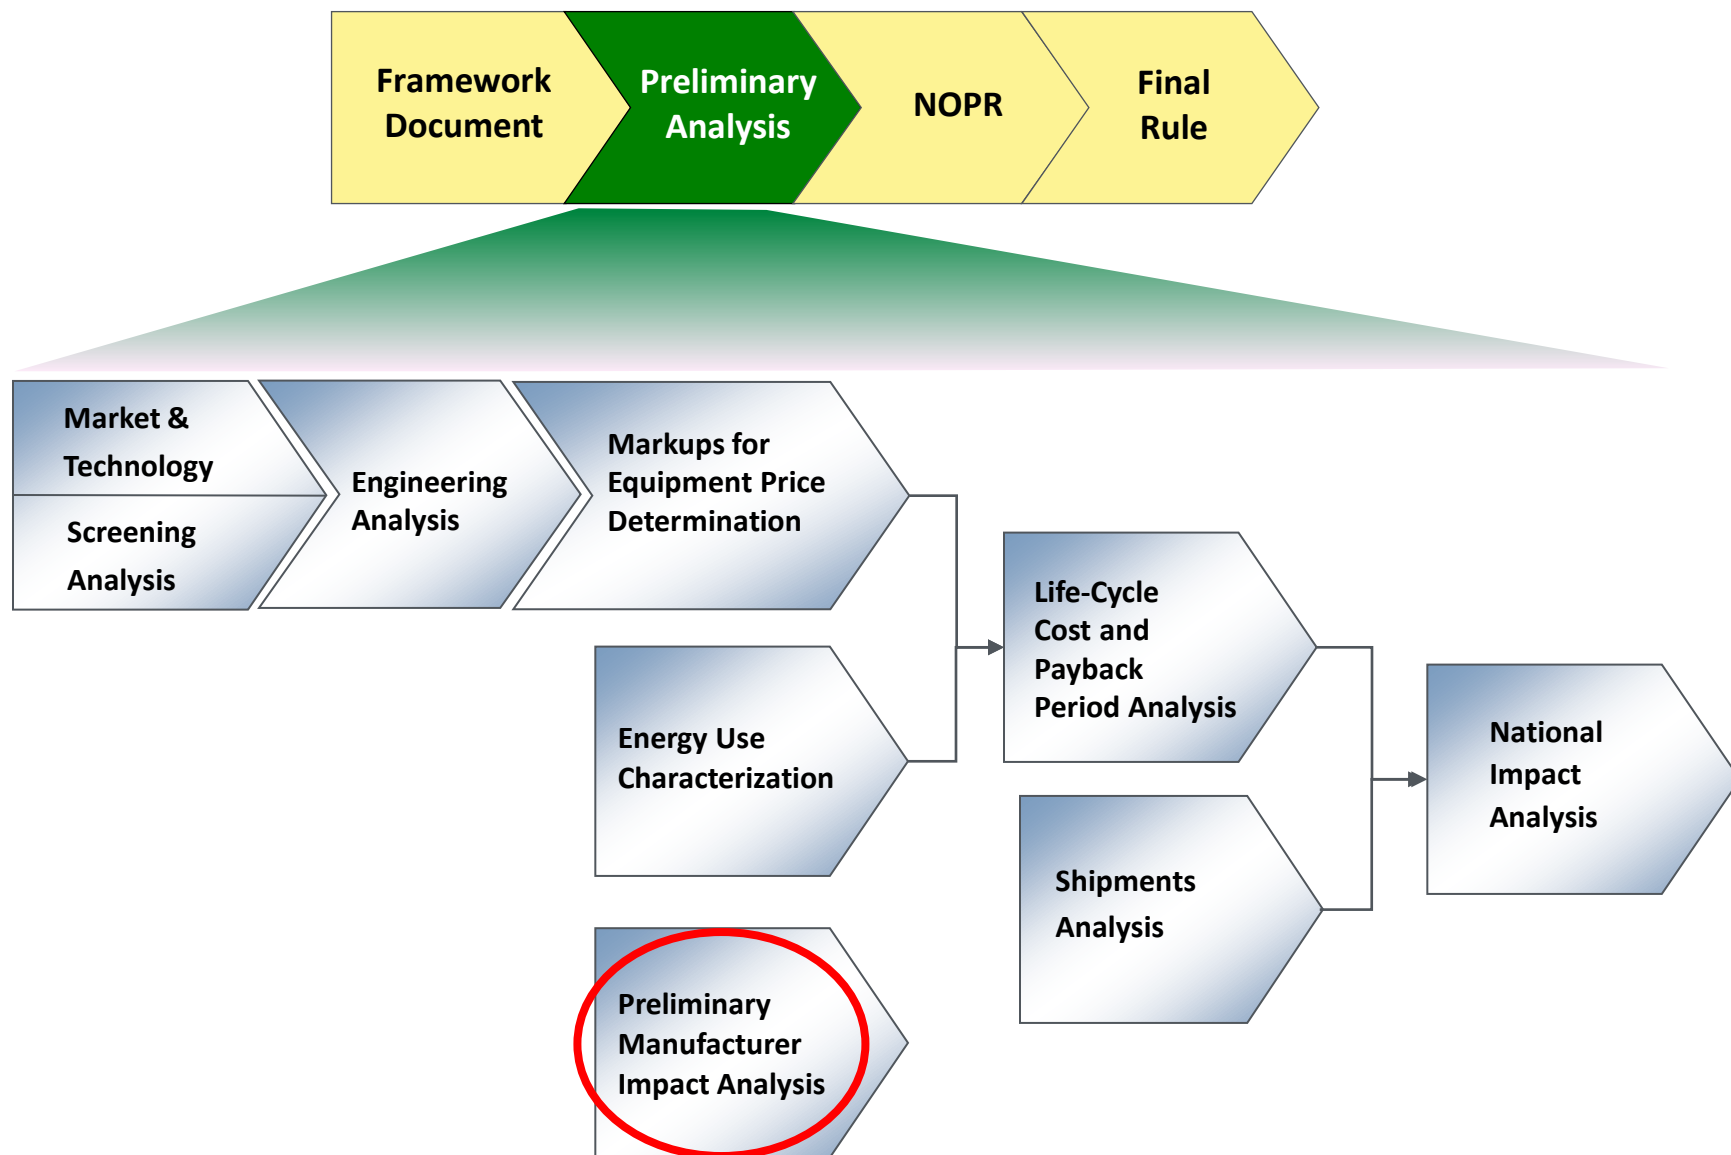 Framework
Document
Preliminary
Analysis
NOPR
Final
Rule
Market &
Technology
Screening
Analysis
Engineering
Analysis
Markups for
Equipment Price
Determination
Energy Use
Characterization
Preliminary
Manufacturer
Impact Analysis
Life-Cycle
Cost and
Payback
Period Analysis
Shipments
Analysis
National
Impact
Analysis